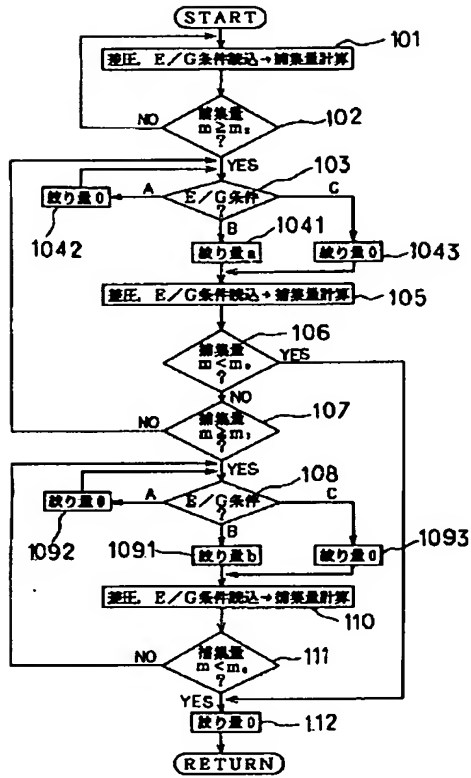 START
差圧, E/G条件読込→捕集量計算
101
捕集量
m≧m₂
?
102
NO
YES
103
E/G条件
?
A
B
C
絞り量0
1042
1041
絞り量a
絞り量0
1043
差圧, E/G条件読込→捕集量計算
105
106
捕集量
m<m₀
?
YES
NO
107
捕集量
m≧m₁
?
NO
YES
108
E/G条件
?
A
B
C
絞り量0
1092
1091
絞り量b
絞り量0
1093
差圧, E/G条件読込→捕集量計算
110
捕集量
m<m₀
?
111
NO
YES
絞り量0
112
RETURN